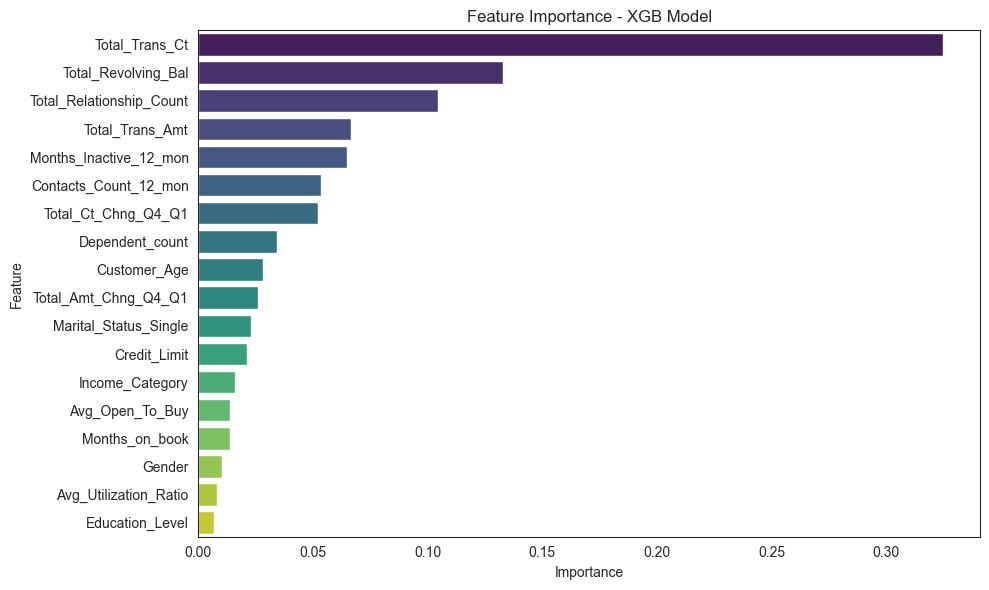 Feature Importance - XGB Model
Total_Trans_Ct
Total_Revolving_Bal
Total_Relationship_Count
Total_Trans_Amt
Months_Inactive_12_mon
Contacts_Count_12_mon
Total_Ct_Chng_Q4_Q1
Dependent_count
Customer_Age
Total_Amt_Chng_Q4_Q1
Marital_Status_Single
Credit_Limit
Income_Category
Avg_Open_To_Buy
Months_on_book
Gender
Avg_Utilization_Ratio
Education_Level
Feature
0.00 0.05 0.10 0.15 0.20 0.25 0.30
Importance